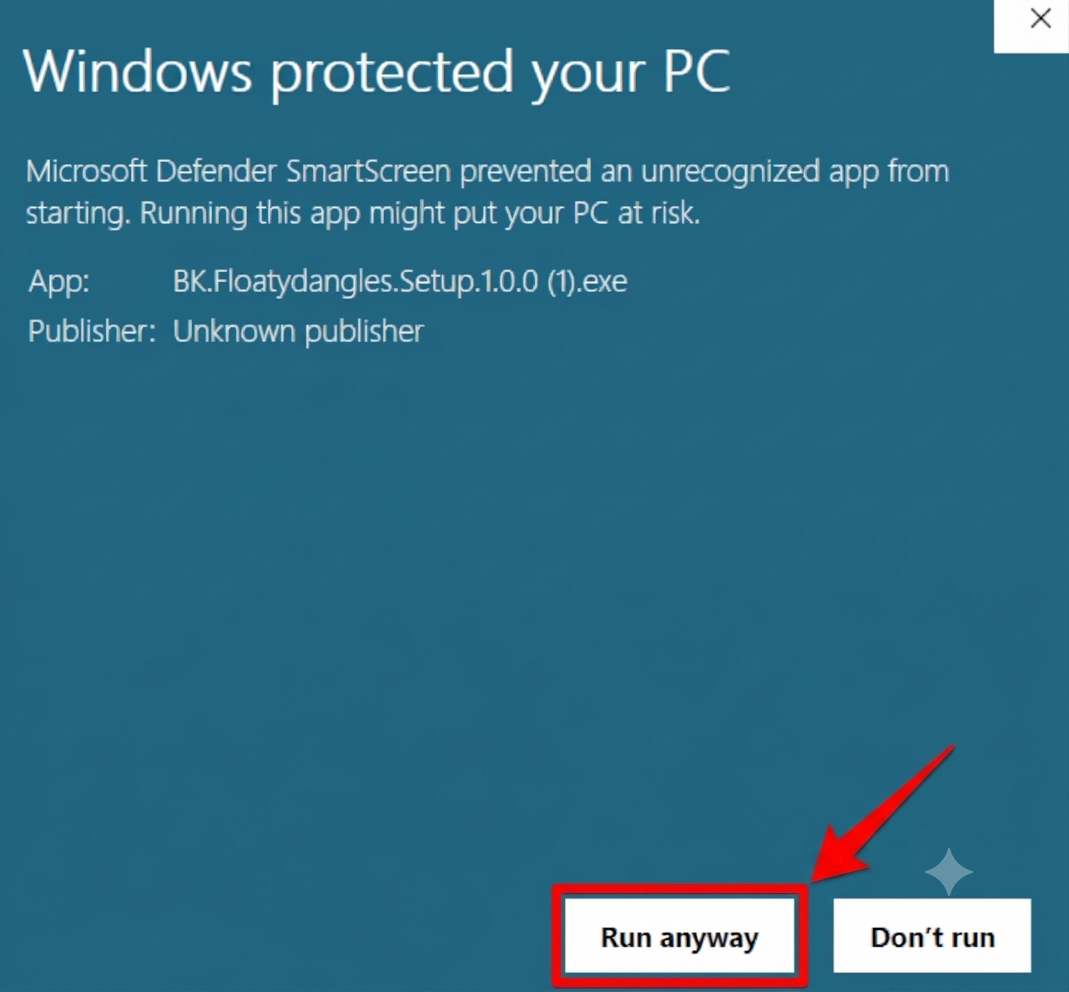 Windows protected your PC
Microsoft Defender SmartScreen prevented an unrecognized app from
starting. Running this app might put your PC at risk.
App: BK.Floatydangles.Setup.1.0.0 (1).exe
Publisher: Unknown publisher
Run anyway Don’t run